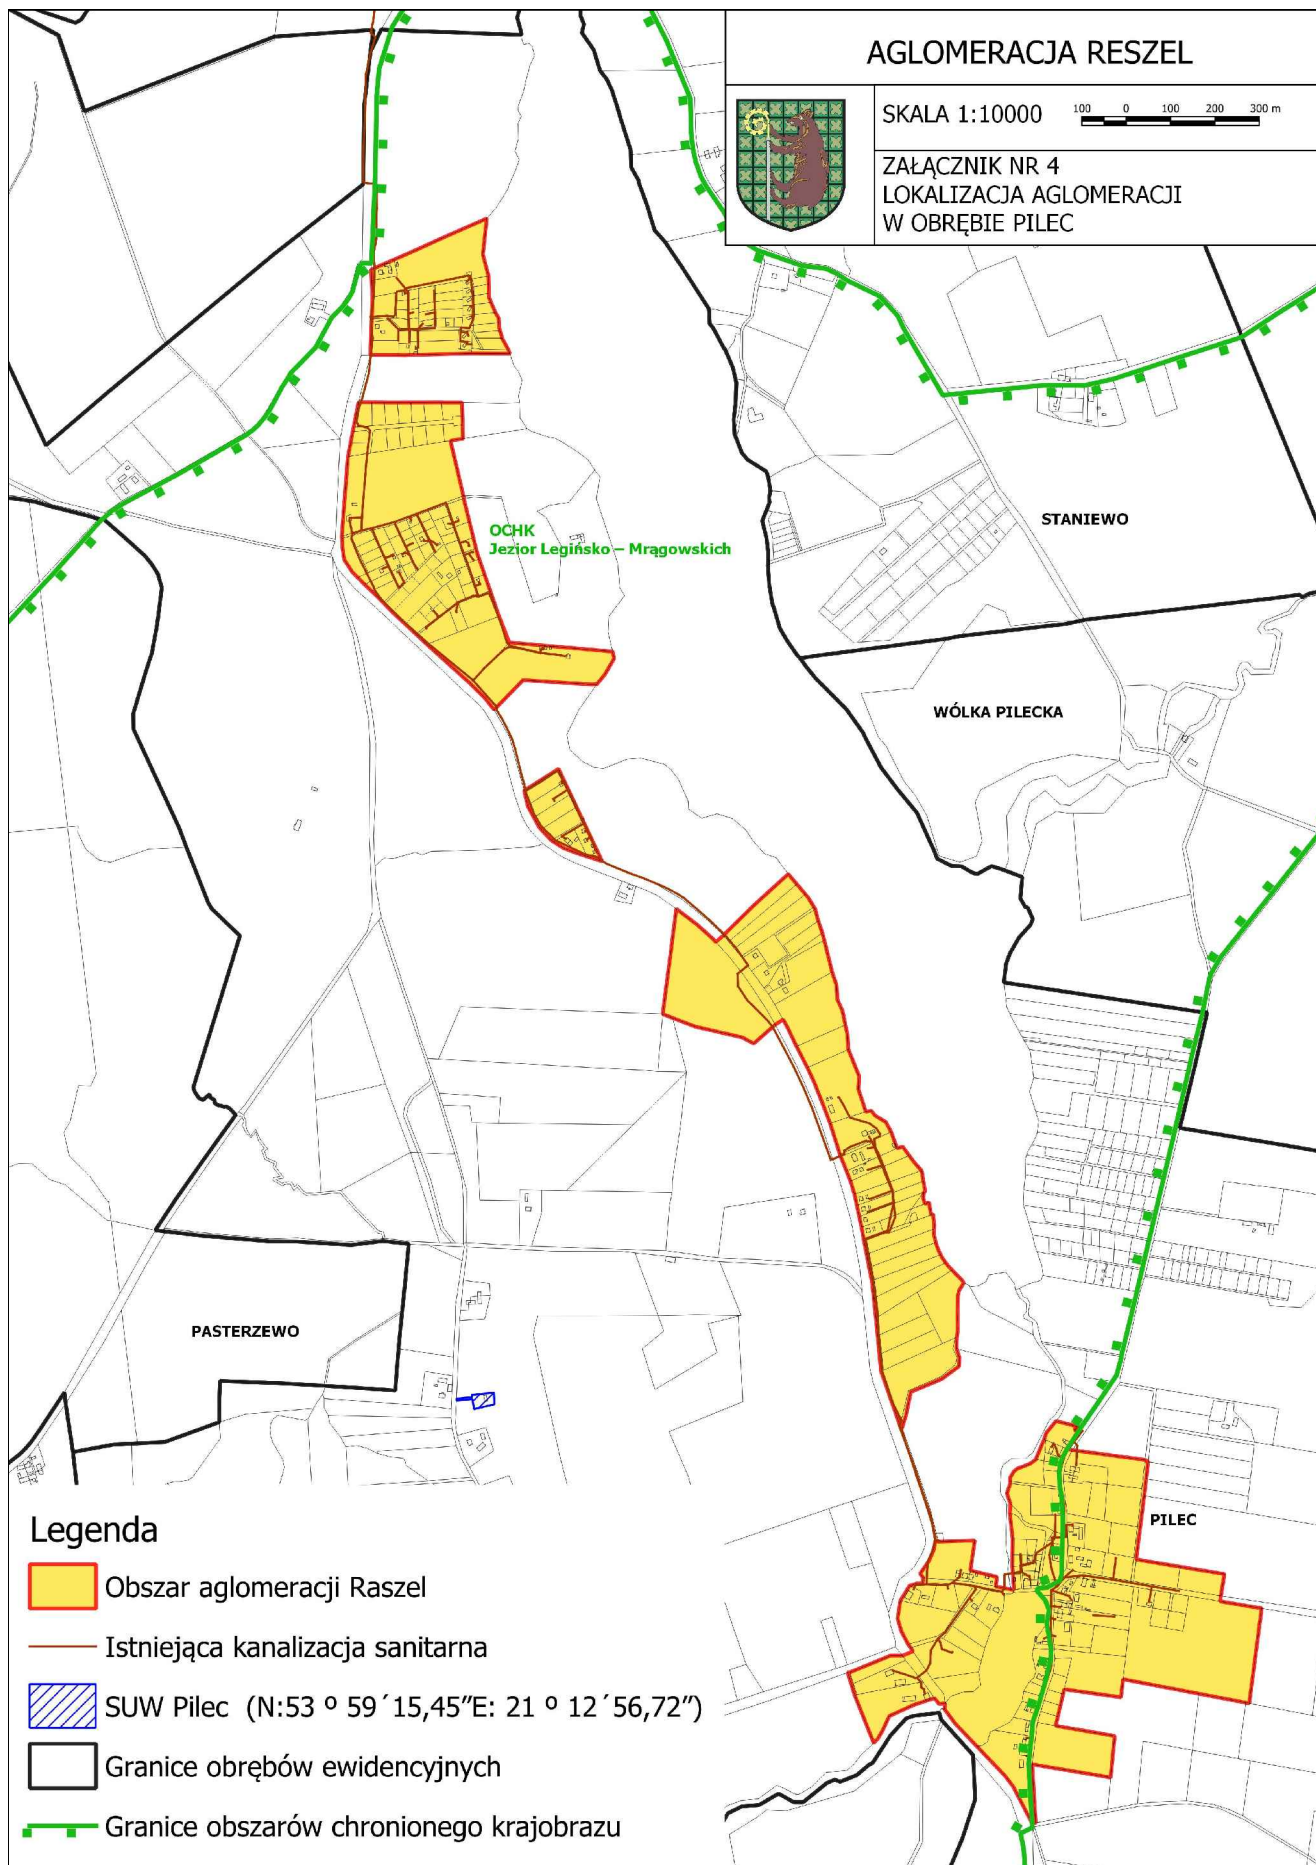 AGLOMERACJA RESZEL
SKALA 1:10000
100 0 100 200 300 m
ZAŁĄCZNIK NR 4
LOKALIZACJA AGLOMERACJI
W OBRĘBIE PILEC
OCHK
Jezior Legińsko – Mrągowskich
STANIEWO
WÓLKA PILECKA
PASTERZEWO
PILEC
Legenda
Obszar aglomeracji Raszel
Istniejąca kanalizacja sanitarna
SUW Pilec (N:53 º 59 ´15,45”E: 21 º 12 ´56,72”)
Granice obrębów ewidencyjnych
Granice obszarów chronionego krajobrazu